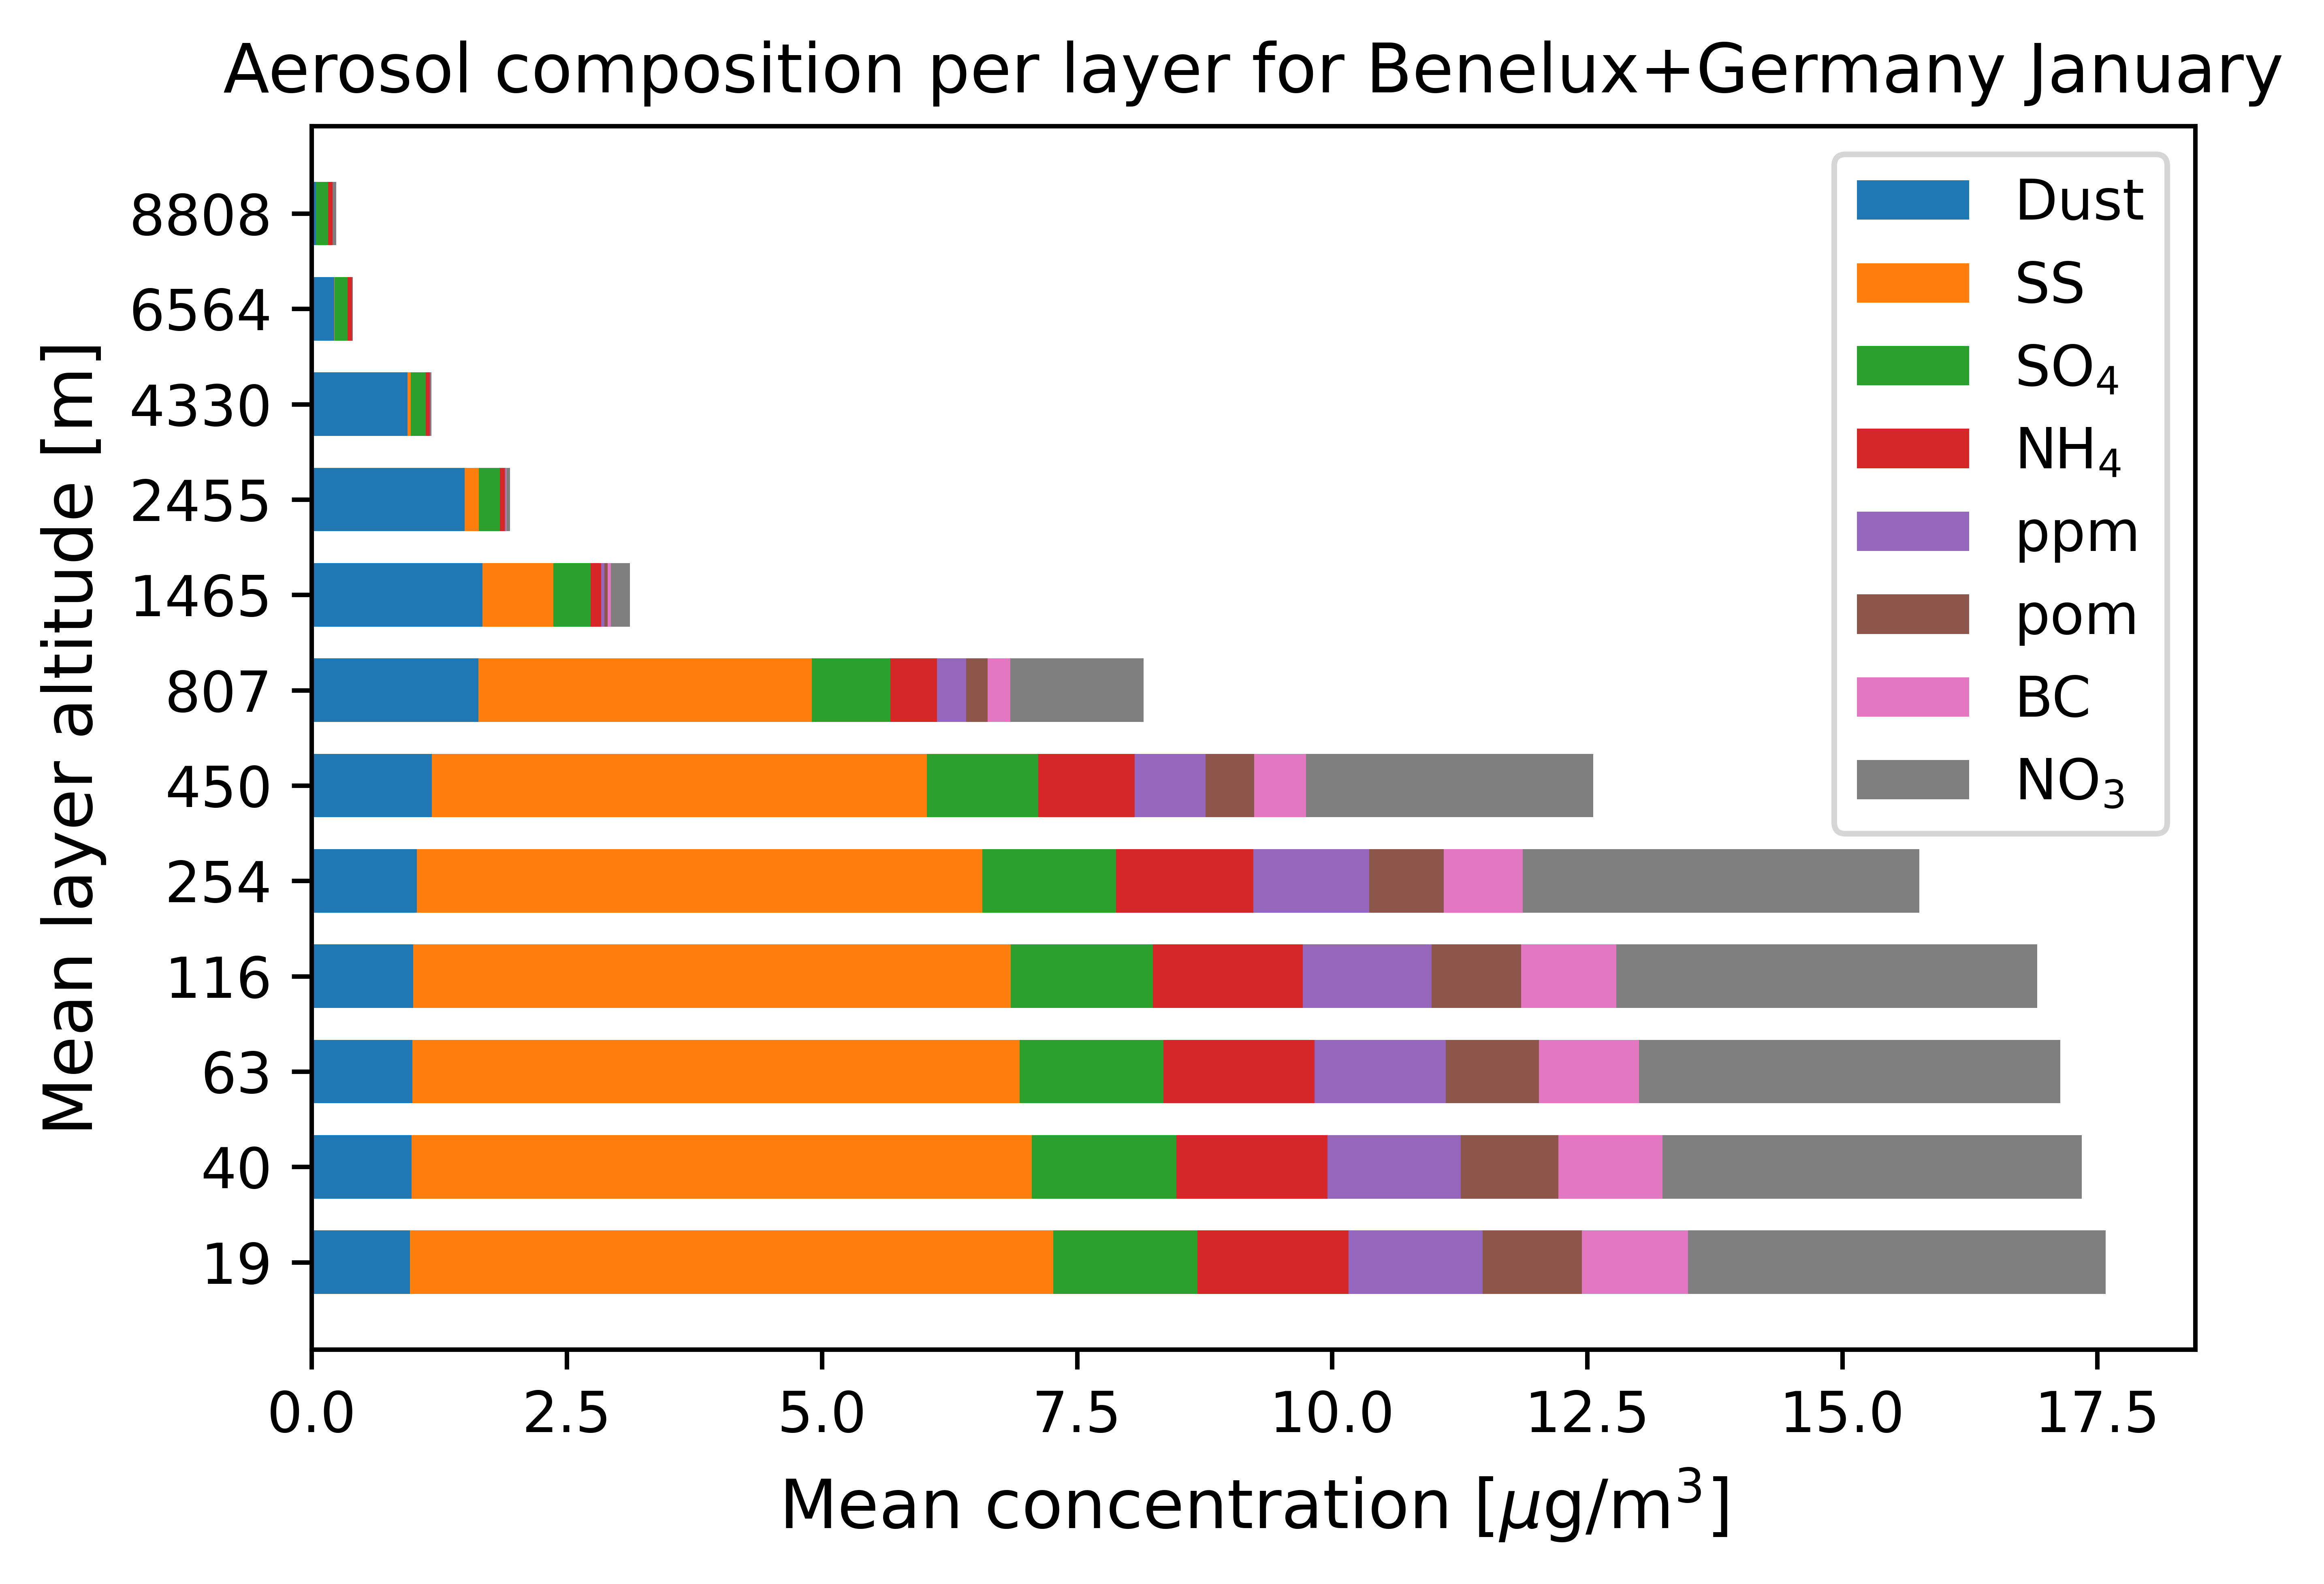 Aerosol composition per layer for Benelux+Germany January
Mean layer altitude [m]
8808
6564
4330
2455
1465
807
450
254
116
63
40
19
Dust
SS
SO₄
NH₄
ppm
pom
BC
NO₃
0.0 2.5 5.0 7.5 10.0 12.5 15.0 17.5
Mean concentration [μg/m³]